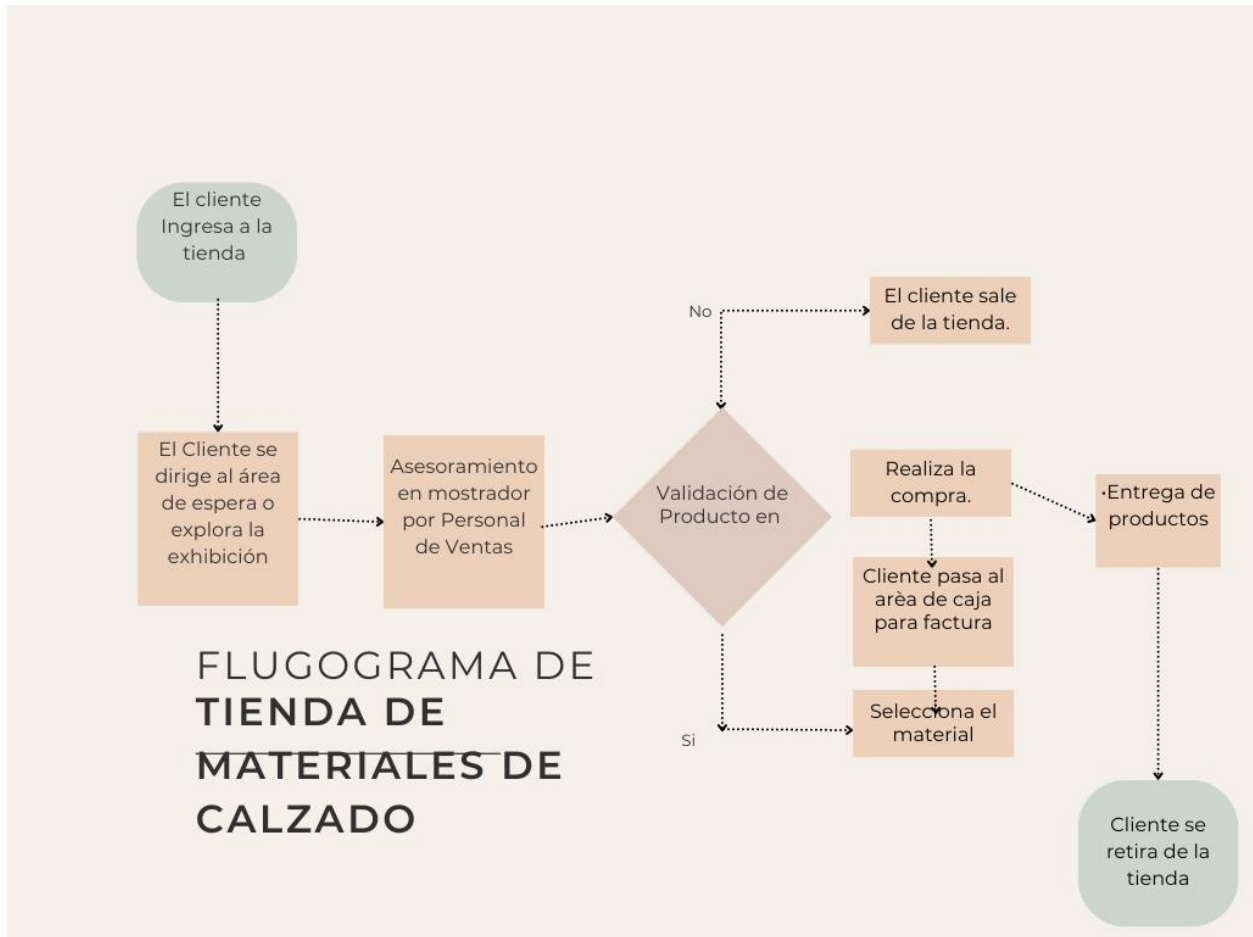 El cliente
Ingresa a la
tienda
El Cliente se
dirige al área
de espera o
explora la
exhibición
Asesoramiento
en mostrador
por Personal
de Ventas
Validación de
Producto en
No
El cliente sale
de la tienda.
Si
Realiza la
compra.
Cliente pasa al
arèa de caja
para factura
Selecciona el
material
·Entrega de
productos
Cliente se
retira de la
tienda
FLUGOGRAMA DE
TIENDA DE
MATERIALES DE
CALZADO